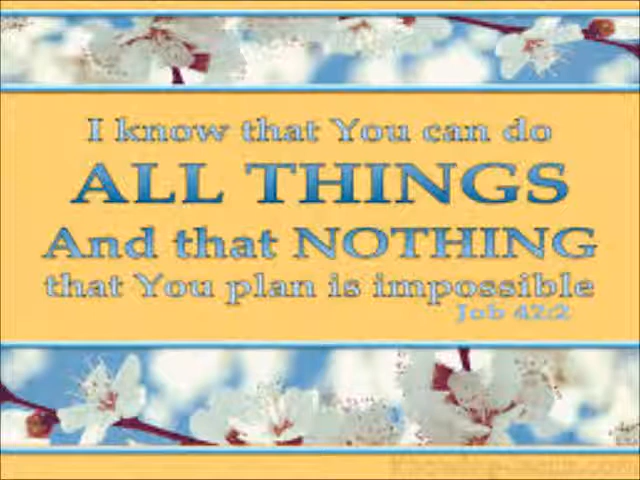 I know that You can do
ALL THINGS
And that NOTHING
that You plan is impossible
Job 42:2